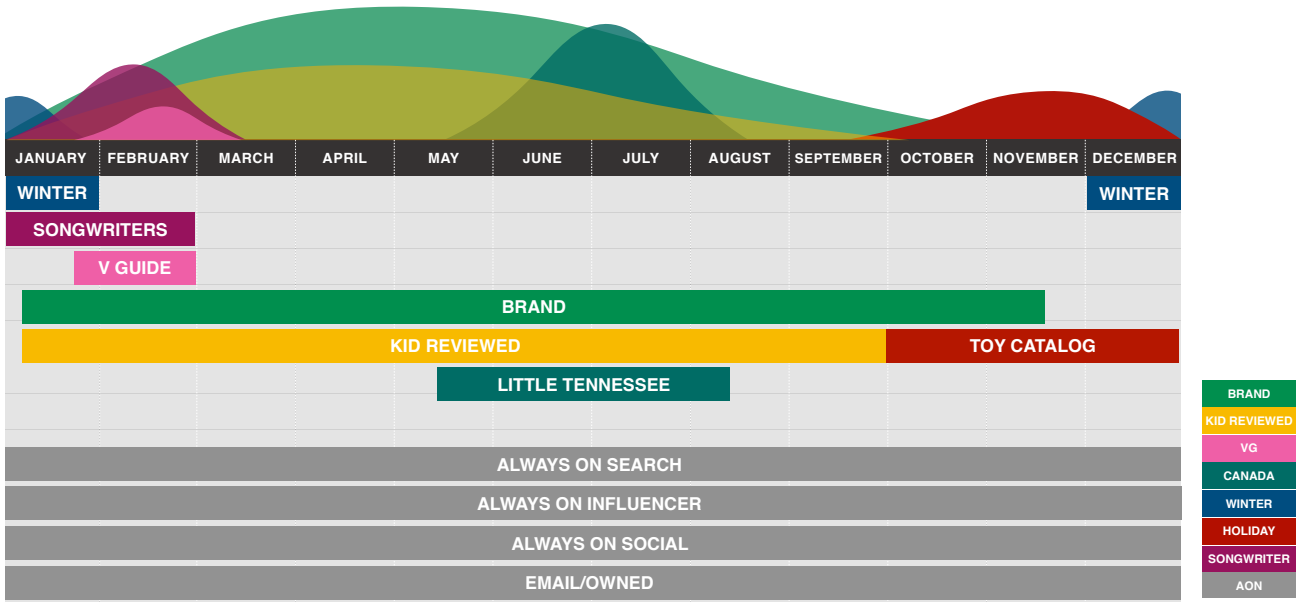 JANUARY FEBRUARY MARCH APRIL MAY JUNE JULY AUGUST SEPTEMBER OCTOBER NOVEMBER DECEMBER
WINTER WINTER
SONGWRITERS
V GUIDE
BRAND
KID REVIEWED TOY CATALOG
LITTLE TENNESSEE
ALWAYS ON SEARCH
ALWAYS ON INFLUENCER
ALWAYS ON SOCIAL
EMAIL/OWNED
BRAND
KID REVIEWED
VG
CANADA
WINTER
HOLIDAY
SONGWRITER
AON